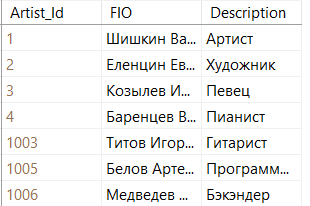 Artist_Id FIO Description
1 Шишкин Ва... Артист
2 Еленцин Ев... Художник
3 Козылев И... Певец
4 Баренцев В... Пианист
1003 Титов Игор... Гитарист
1005 Белов Арте... Программ...
1006 Медведев ... Бэкэндер